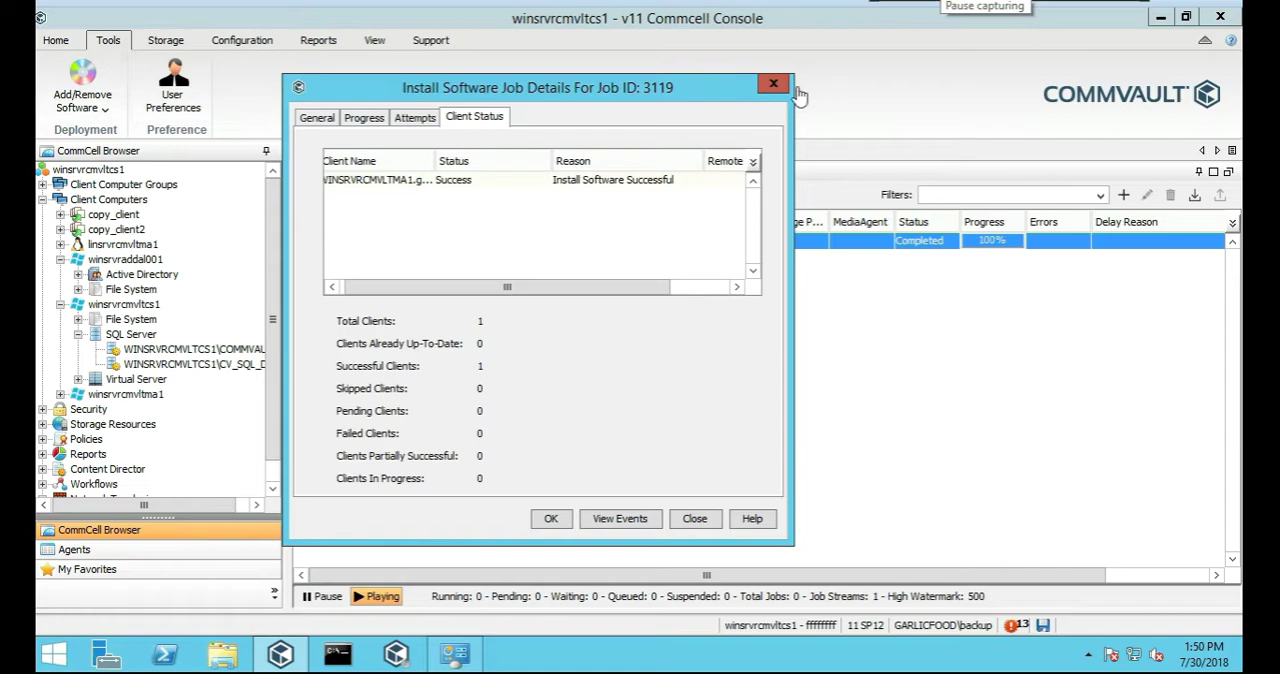 Pause capturing
winsrvrcmvltcs1 - v11 Commcell Console
Home Tools Storage Configuration Reports View Support
Add/Remove Software
User Preferences
Deployment Preference
COMMVAULT
Install Software Job Details For Job ID: 3119
General Progress Attempts Client Status
Client Name Status Reason Remote
WINSRVRCMVLTMA1.g... Success Install Software Successful
Total Clients: 1
Clients Already Up-To-Date: 0
Successful Clients: 1
Skipped Clients: 0
Pending Clients: 0
Failed Clients: 0
Clients Partially Successful: 0
Clients In Progress: 0
OK View Events Close Help
CommCell Browser
winsrvrcmvltcs1
Client Computer Groups
Client Computers
copy_client
copy_client2
linsrvrcmvltma1
winsrvraddal001
Active Directory
File System
winsrvrcmvltcs1
File System
SQL Server
WINSRVRCMVLTCS1\COMMVAU
WINSRVRCMVLTCS1\CV_SQL_D
Virtual Server
winsrvrcmvltma1
Security
Storage Resources
Policies
Reports
Content Director
Workflows
CommCell Browser
Agents
My Favorites
Filters:
ge P... MediaAgent Status Progress Errors Delay Reason
Completed 100%
Pause Playing Running: 0 - Pending: 0 - Waiting: 0 - Queued: 0 - Suspended: 0 - Total Jobs: 0 - Job Streams: 1 - High Watermark: 500
winsrvrcmvltcs1 - ffffffff 11 SP12 GARLICFOOD\backup 13
1:50 PM
7/30/2018